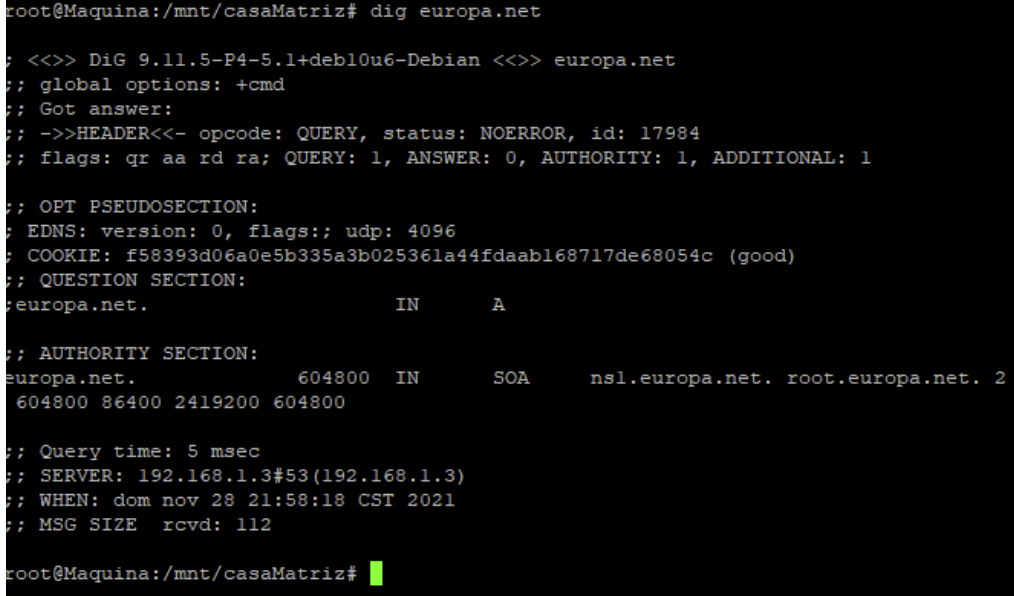 root@Maquina:/mnt/casaMatriz# dig europa.net
; <<>> DiG 9.11.5-P4-5.1+deb10u6-Debian <<>> europa.net
;; global options: +cmd
;; Got answer:
;; ->>HEADER<<- opcode: QUERY, status: NOERROR, id: 17984
;; flags: qr aa rd ra; QUERY: 1, ANSWER: 0, AUTHORITY: 1, ADDITIONAL: 1
;; OPT PSEUDOSECTION:
; EDNS: version: 0, flags:; udp: 4096
; COOKIE: f58393d06a0e5b335a3b025361a44fdaab168717de68054c (good)
;; QUESTION SECTION:
;europa.net. IN A
;; AUTHORITY SECTION:
europa.net. 604800 IN SOA ns1.europa.net. root.europa.net. 2
604800 86400 2419200 604800
;; Query time: 5 msec
;; SERVER: 192.168.1.3#53(192.168.1.3)
;; WHEN: dom nov 28 21:58:18 CST 2021
;; MSG SIZE rcvd: 112
root@Maquina:/mnt/casaMatriz#